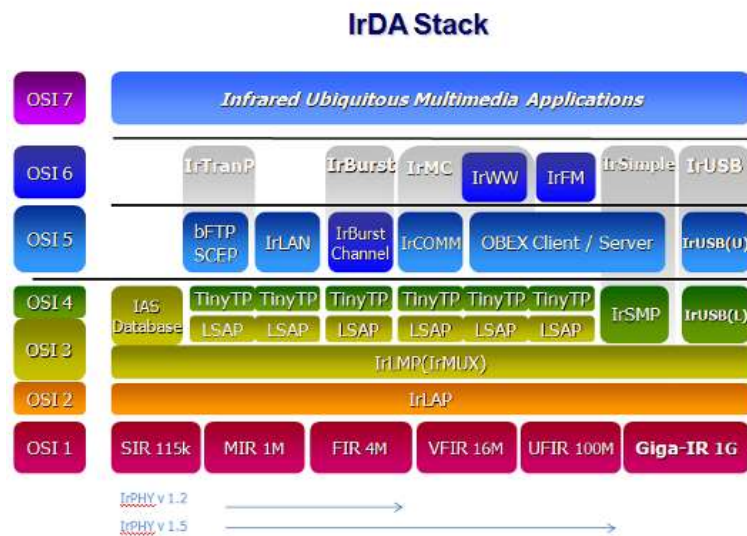 IrDA Stack
OSI 7
Infrared Ubiquitous Multimedia Applications
OSI 6
IrTranP
IrBurst
IrMC
IrWW
IrFM
IrSimple
IrUSB
OSI 5
bFTP
SCEP
IrLAN
IrBurst
Channel
IrCOMM
OBEX Client / Server
IrUSB(U)
OSI 4
IAS
Database
TinyTP
TinyTP
TinyTP
TinyTP
TinyTP
TinyTP
IrSMP
IrUSB(L)
OSI 3
LSAP
LSAP
LSAP
LSAP
LSAP
LSAP
IrLMP(IrMUX)
OSI 2
IrLAP
OSI 1
SIR 115k
MIR 1M
FIR 4M
VFIR 16M
UFIR 100M
Giga-IR 1G
IrPHY v 1.2
IrPHY v 1.5